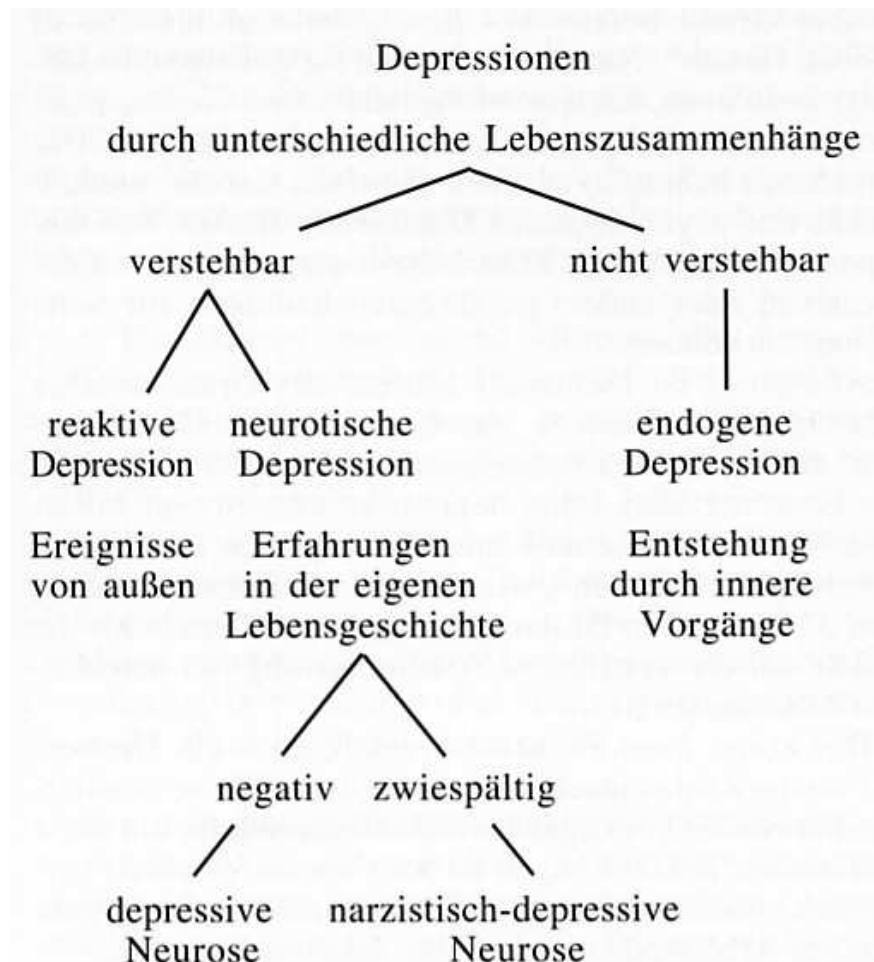 Depressionen
durch unterschiedliche Lebenszusammenhänge
verstehbar nicht verstehbar
reaktive neurotische endogene
Depression Depression Depression
Ereignisse Erfahrungen Entstehung
von außen in der eigenen durch innere
Lebensgeschichte Vorgänge
negativ zwiespältig
depressive narzistisch-depressive
Neurose Neurose